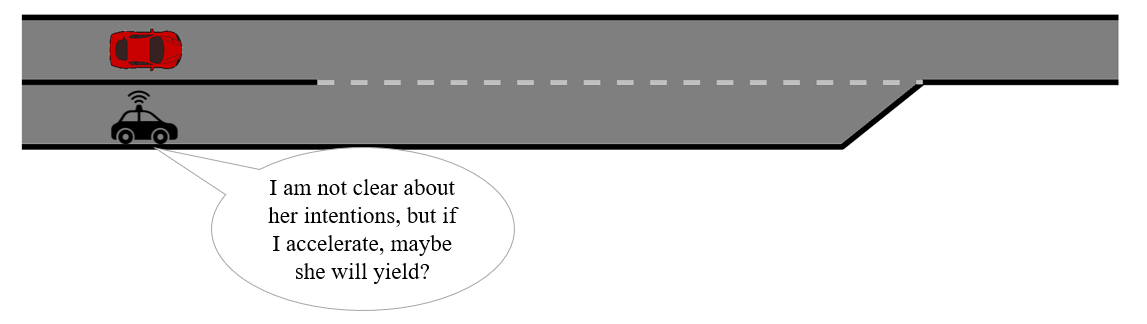 I am not clear about
her intentions, but if
I accelerate, maybe
she will yield?